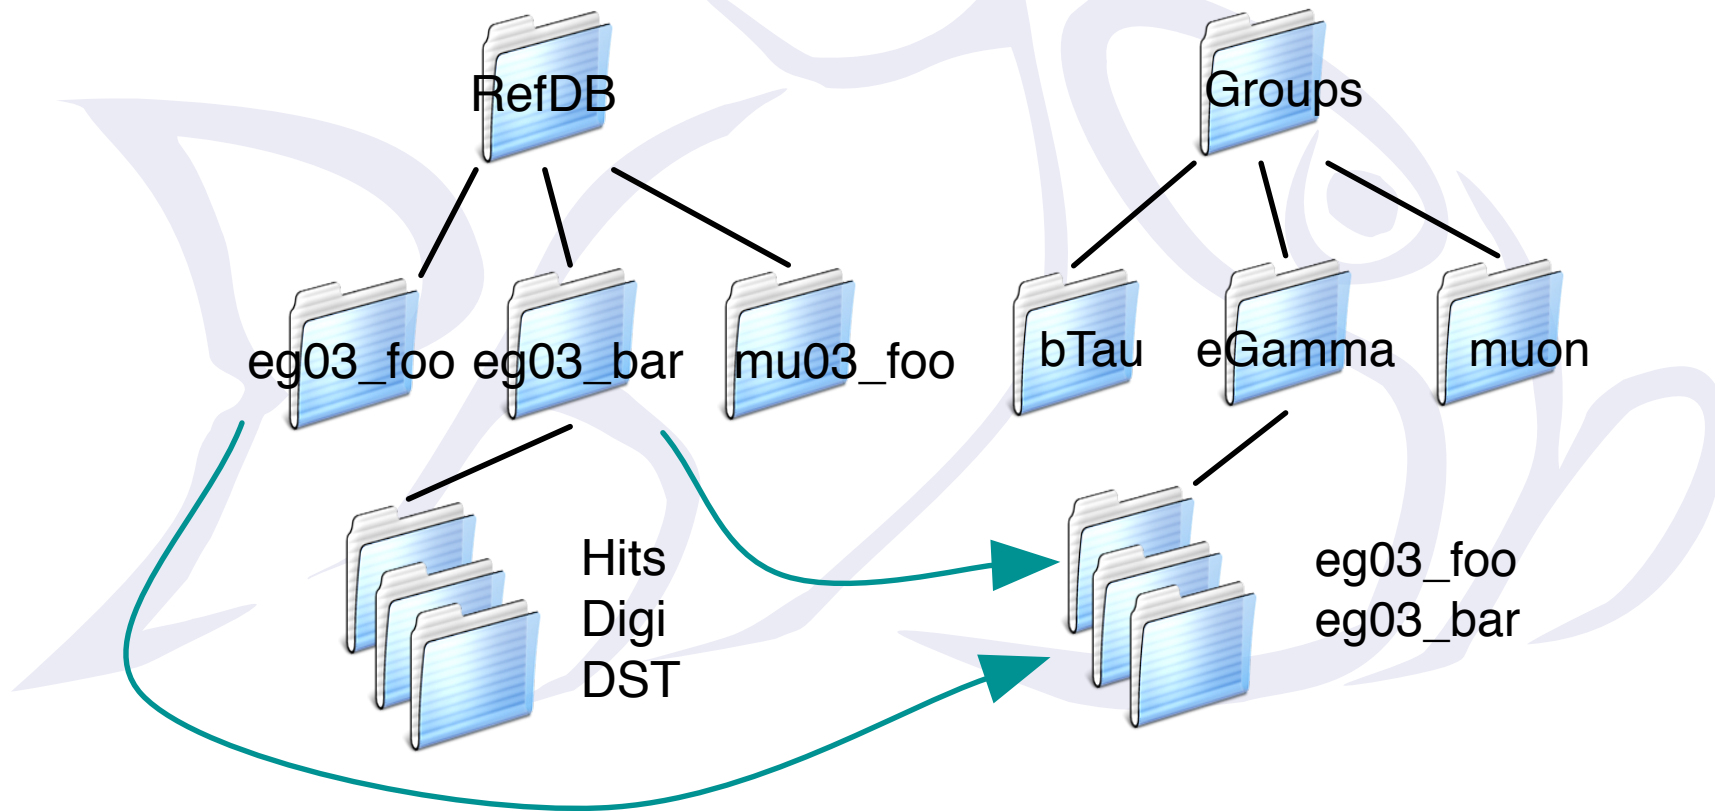 RefDB
Groups
eg03_foo
eg03_bar
mu03_foo
bTau
eGamma
muon
Hits
Digi
DST
eg03_foo
eg03_bar